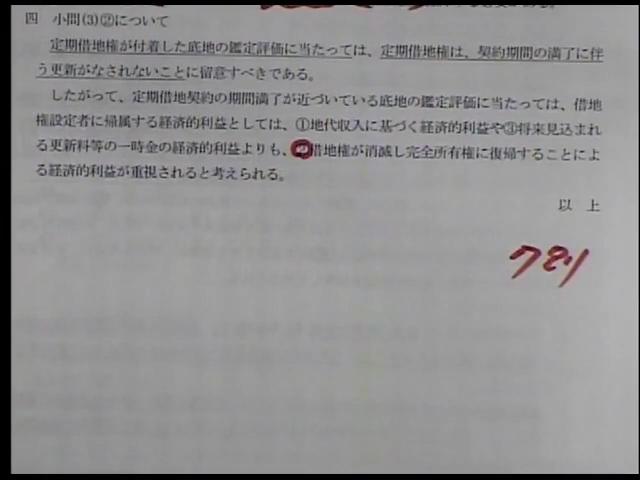 四　小問(3)②について
定期借地権が付着した底地の鑑定評価に当たっては、定期借地権は、契約期間の満了に伴
う更新がなされないことに留意すべきである。
したがって、定期借地契約の期間満了が近づいている底地の鑑定評価に当たっては、借地
権設定者に帰属する経済的利益としては、①地代収入に基づく経済的利益や③将来見込まれ
る更新料等の一時金の経済的利益よりも、②借地権が消滅し完全所有権に復帰することによ
る経済的利益が重視されると考えられる。
以　上